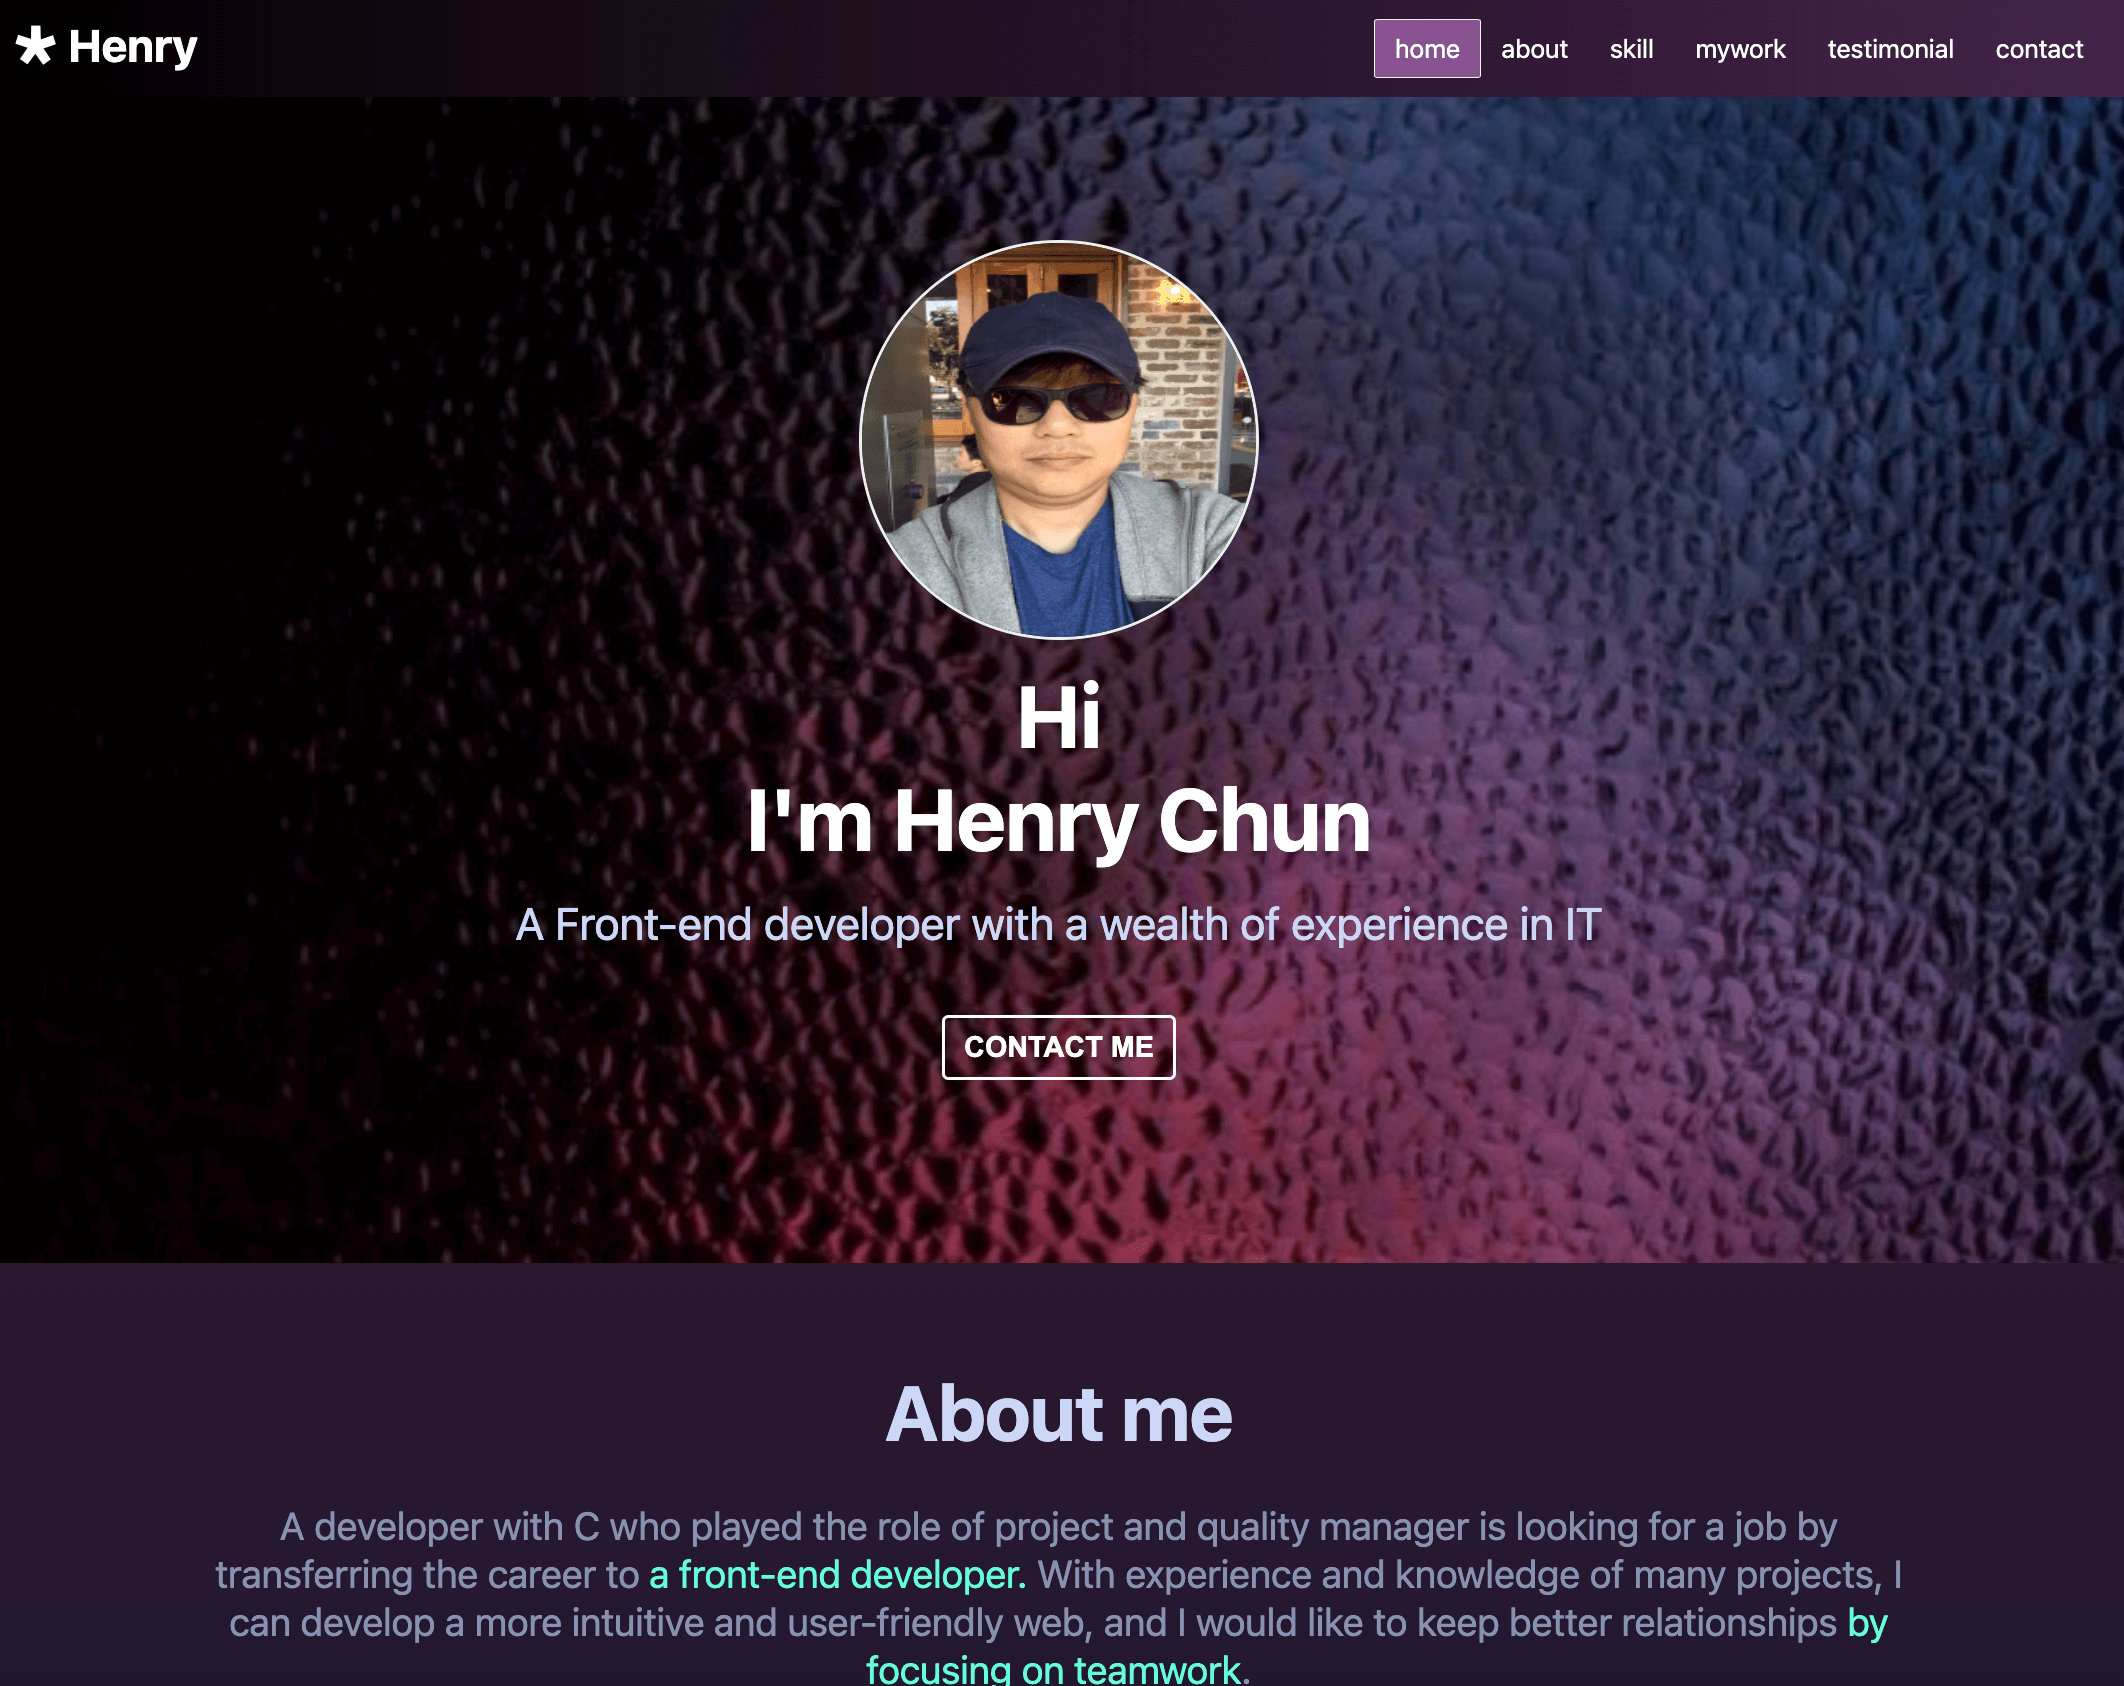 Henry
home about skill mywork testimonial contact
Hi
I'm Henry Chun
A Front-end developer with a wealth of experience in IT
CONTACT ME
About me
A developer with C who played the role of project and quality manager is looking for a job by
transferring the career to a front-end developer. With experience and knowledge of many projects, I
can develop a more intuitive and user-friendly web, and I would like to keep better relationships by
focusing on teamwork.